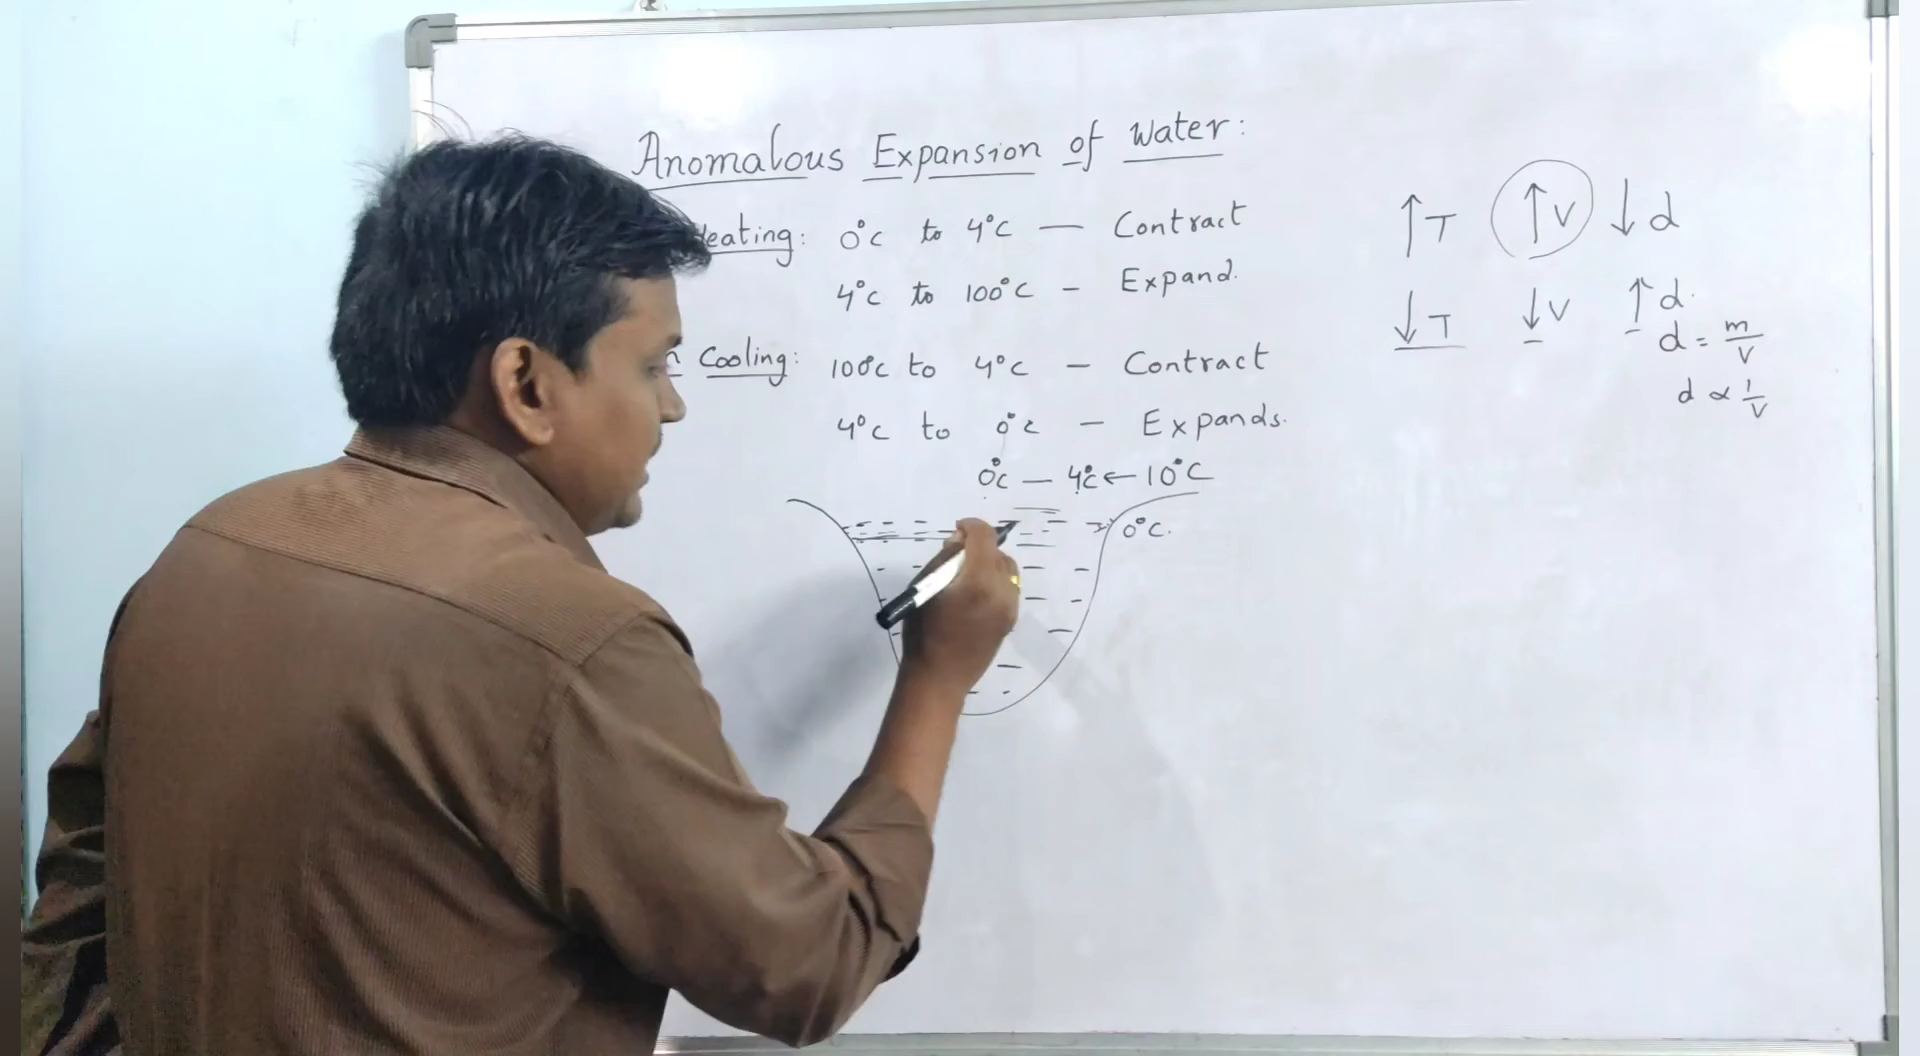 Anomalous Expansion of Water:
Heating: 0°C to 4°C — Contract
4°C to 100°C - Expand.
Cooling: 100°C to 4°C - Contract
4°C to 0°C - Expands.
0°C — 4°C ← 10°C
0°C.
↑T ↑V ↓d
↓T ↓V ↑d.
d = m/V
d ∝ 1/V